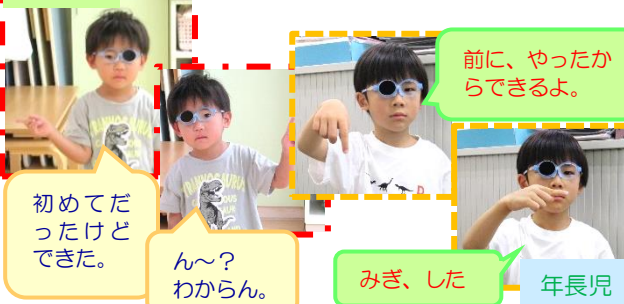 初めてだ
ったけど
できた。
ん～？
わからん。
前に、やったか
らできるよ。
みぎ、した
年長児